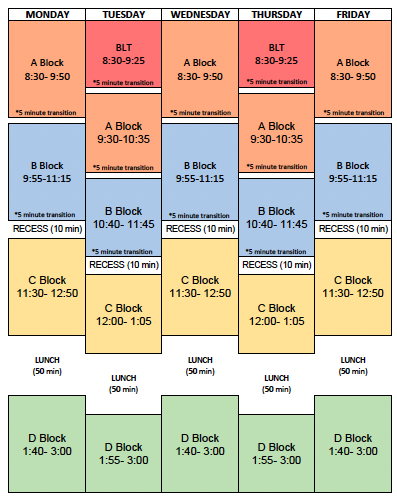 MONDAY
TUESDAY
WEDNESDAY
THURSDAY
FRIDAY
A Block
8:30- 9:50
*5 minute transition
B Block
9:55-11:15
*5 minute transition
RECESS (10 min)
C Block
11:30- 12:50
LUNCH
(50 min)
D Block
1:40- 3:00
BLT
8:30-9:25
*5 minute transition
A Block
9:30-10:35
*5 minute transition
B Block
10:40- 11:45
*5 minute transition
RECESS (10 min)
C Block
12:00- 1:05
LUNCH
(50 min)
D Block
1:55- 3:00
A Block
8:30- 9:50
*5 minute transition
B Block
9:55-11:15
*5 minute transition
RECESS (10 min)
C Block
11:30- 12:50
LUNCH
(50 min)
D Block
1:40- 3:00
BLT
8:30-9:25
*5 minute transition
A Block
9:30-10:35
*5 minute transition
B Block
10:40- 11:45
*5 minute transition
RECESS (10 min)
C Block
12:00- 1:05
LUNCH
(50 min)
D Block
1:55- 3:00
A Block
8:30- 9:50
*5 minute transition
B Block
9:55-11:15
*5 minute transition
RECESS (10 min)
C Block
11:30- 12:50
LUNCH
(50 min)
D Block
1:40- 3:00